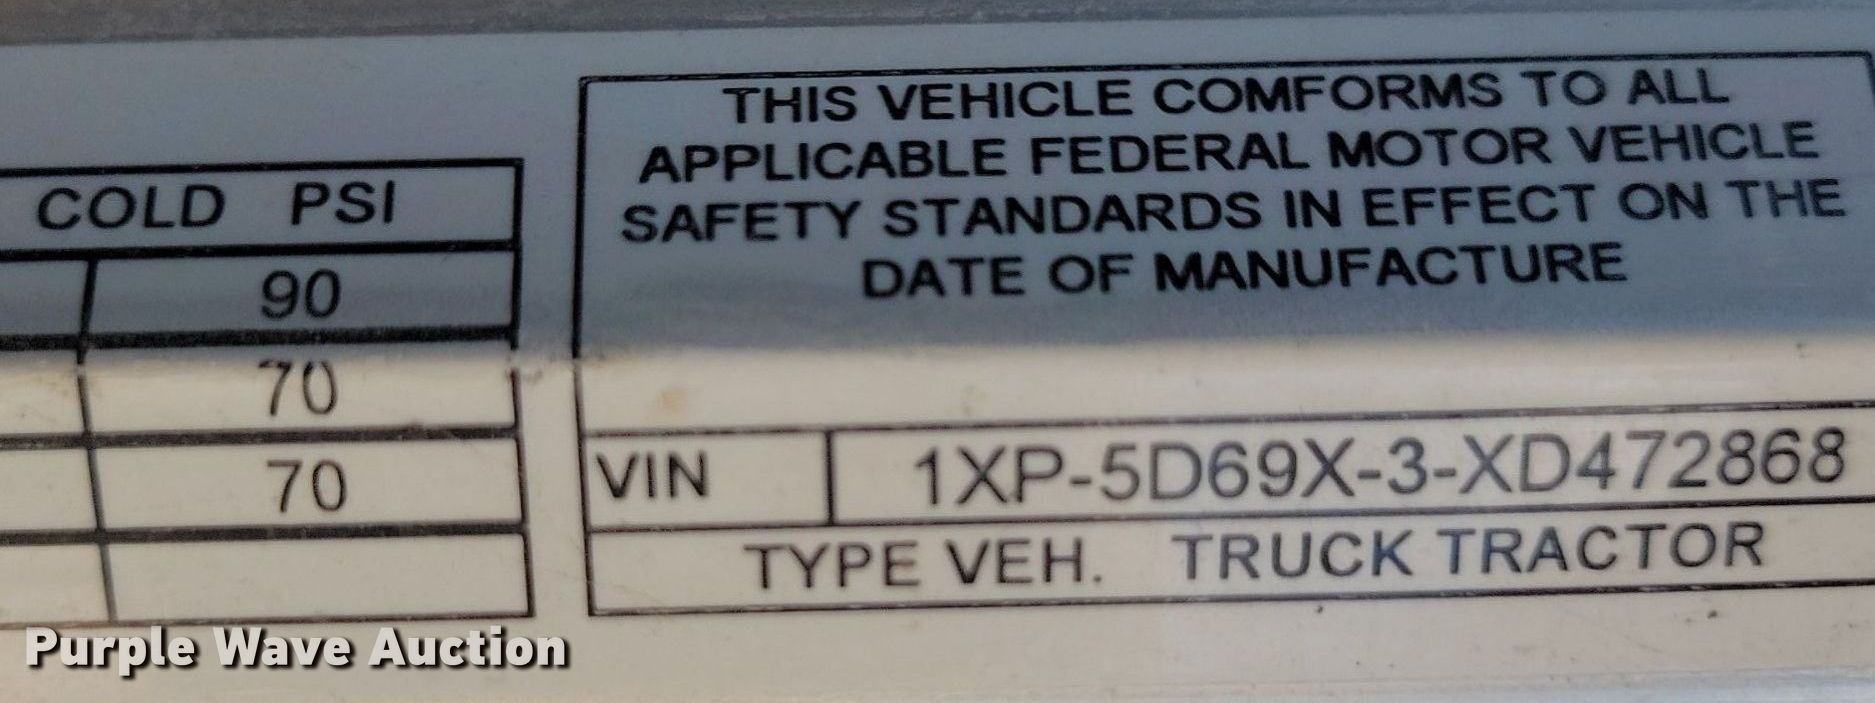 THIS VEHICLE COMFORMS TO ALL
APPLICABLE FEDERAL MOTOR VEHICLE
SAFETY STANDARDS IN EFFECT ON THE
DATE OF MANUFACTURE
COLD PSI
90
70
70
VIN 1XP-5D69X-3-XD472868
TYPE VEH. TRUCK TRACTOR
Purple Wave Auction